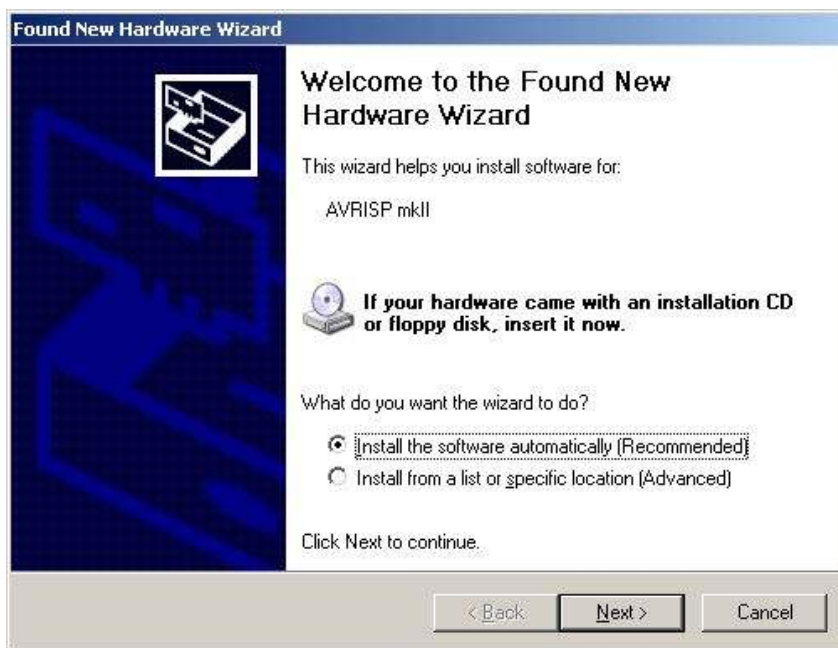 Found New Hardware Wizard
Welcome to the Found New
Hardware Wizard
This wizard helps you install software for:
AVRISP mkII
If your hardware came with an installation CD
or floppy disk, insert it now.
What do you want the wizard to do?
Install the software automatically (Recommended)
Install from a list or specific location (Advanced)
Click Next to continue.
< Back Next > Cancel